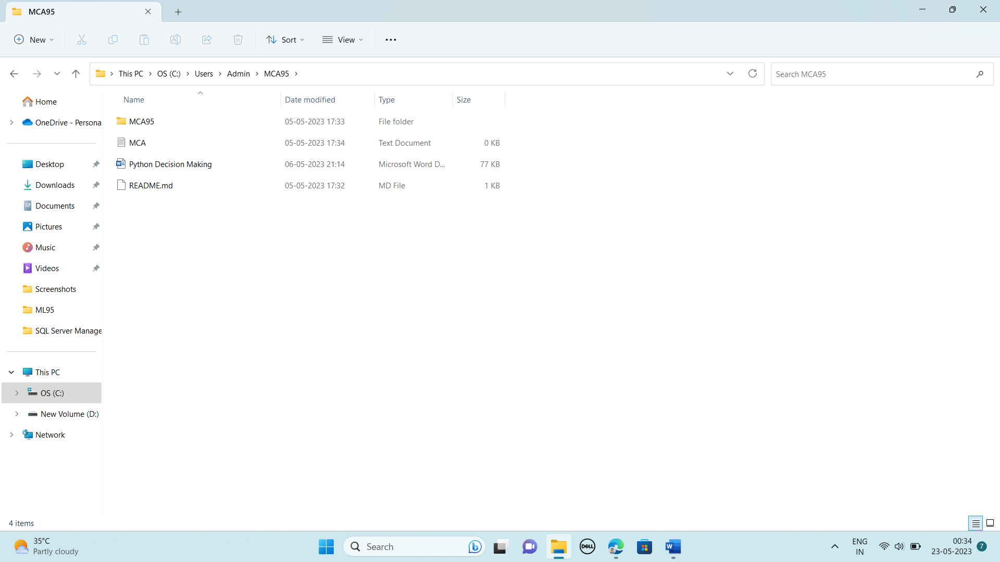 MCA95
New
Sort
View
This PC
OS (C:)
Users
Admin
MCA95
Search MCA95
Name
Date modified
Type
Size
MCA95
05-05-2023 17:33
File folder
MCA
05-05-2023 17:34
Text Document
0 KB
Python Decision Making
06-05-2023 21:14
Microsoft Word D...
77 KB
README.md
05-05-2023 17:32
MD File
1 KB
Home
OneDrive - Persona
Desktop
Downloads
Documents
Pictures
Music
Videos
Screenshots
ML95
SQL Server Manage
This PC
OS (C:)
New Volume (D:)
Network
4 items
35°C
Partly cloudy
Search
DELL
ENG
IN
00:34
23-05-2023
7